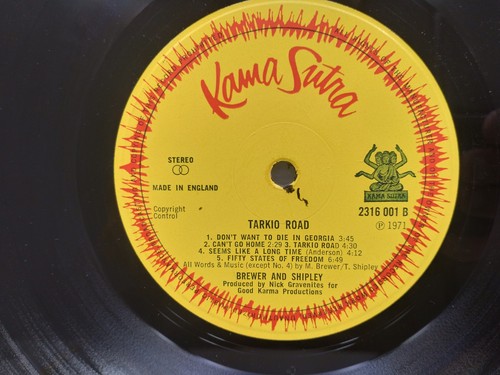 Kama Sutra
STEREO
MADE IN ENGLAND
KAMA SUTRA
2316 001 B
Copyright
Control
Ⓟ 1971
TARKIO ROAD
1. DON'T WANT TO DIE IN GEORGIA 3:45
2. CAN'T GO HOME 2:29 3. TARKIO ROAD 4:30
4. SEEMS LIKE A LONG TIME (Anderson) 4:12
5. FIFTY STATES OF FREEDOM 6:49
All Words & Music (except No. 4) by M. Brewer/T. Shipley
BREWER AND SHIPLEY
Produced by Nick Gravenites for
Good Karma Productions